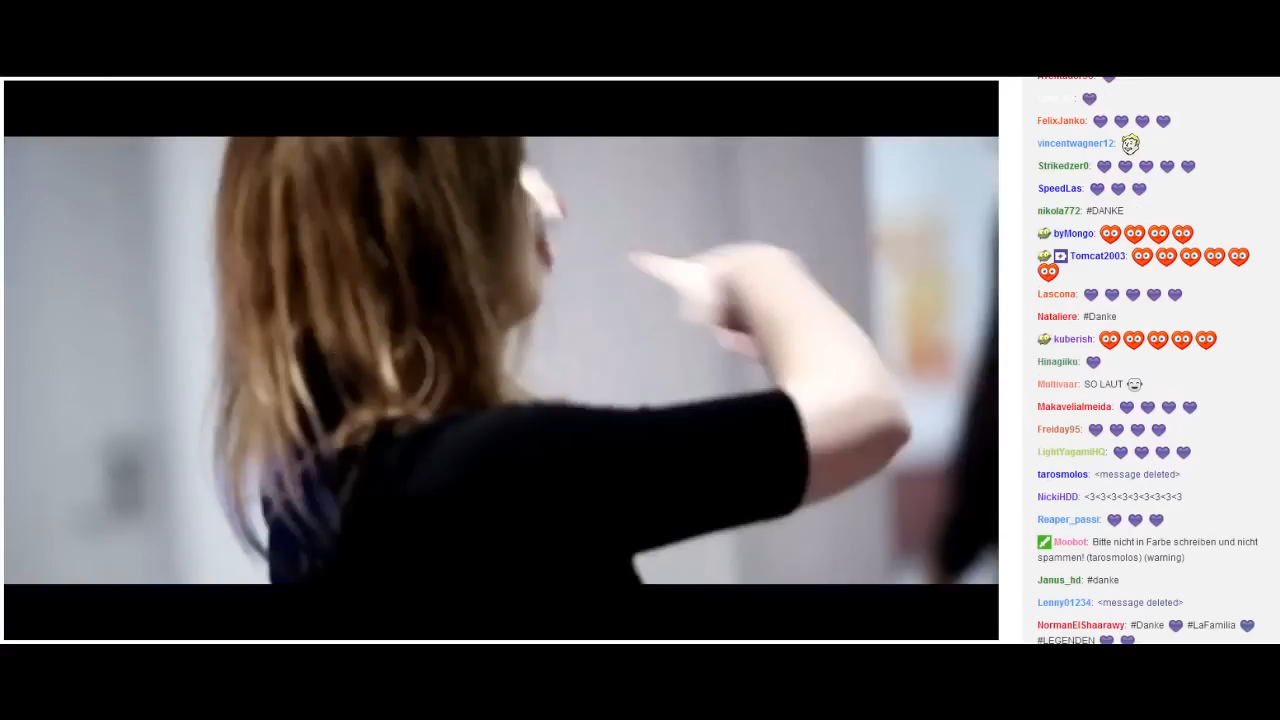 FelixJanko:
vincentwagner12:
Strikedzer0:
SpeedLas:
nikola772: #DANKE
byMongo:
Tomcat2003:
Lascona:
Nataliere: #Danke
kuberish:
Hinagiiku:
Multivaar: SO LAUT
Makavelialmeida:
Freiday95:
LightYagamiHQ:
tarosmolos: <message deleted>
NickiHDD: <3<3<3<3<3<3<3<3<3
Reaper_passi:
Moobot: Bitte nicht in Farbe schreiben und nicht
spammen! (tarosmolos) (warning)
Janus_hd: #danke
Lenny01234: <message deleted>
NormanElShaarawy: #Danke #LaFamilia
#LEGENDEN